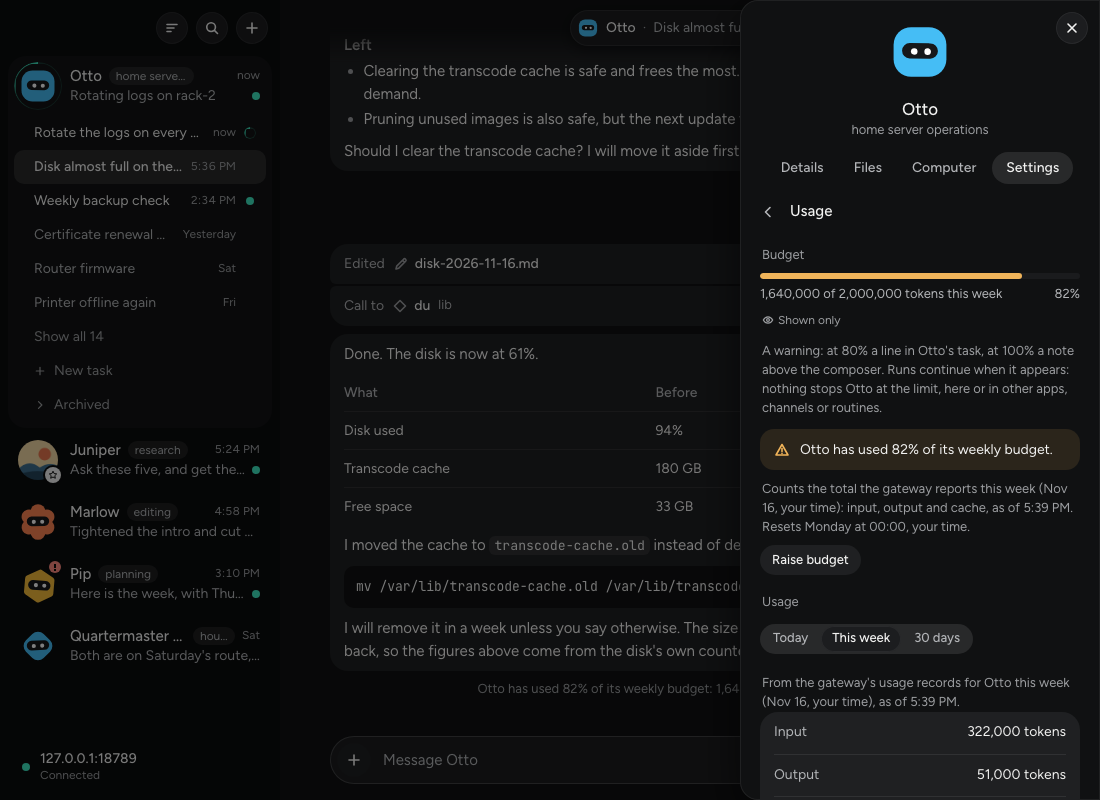 Otto
home serve...
now
Rotating logs on rack-2
Rotate the logs on every ...
now
Disk almost full on the...
5:36 PM
Weekly backup check
2:34 PM
Certificate renewal ...
Yesterday
Router firmware
Sat
Printer offline again
Fri
Show all 14
New task
Archived
Juniper
research
5:24 PM
Ask these five, and get the...
Marlow
editing
4:58 PM
Tightened the intro and cut ...
Pip
planning
3:10 PM
Here is the week, with Thu...
Quartermaster ...
hou...
Sat
Both are on Saturday's route,...
127.0.0.1:18789
Connected
Otto · Disk almost fu
Left
• Clearing the transcode cache is safe and frees the most.
demand.
• Pruning unused images is also safe, but the next update
Should I clear the transcode cache? I will move it aside first
Edited
disk-2026-11-16.md
Call to
du
lib
Done. The disk is now at 61%.
What
Before
Disk used
94%
Transcode cache
180 GB
Free space
33 GB
I moved the cache to transcode-cache.old instead of de
mv /var/lib/transcode-cache.old /var/lib/transcode
I will remove it in a week unless you say otherwise. The size
back, so the figures above come from the disk's own counte
Otto has used 82% of its weekly budget: 1,64
Message Otto
Otto
home server operations
Details
Files
Computer
Settings
Usage
Budget
1,640,000 of 2,000,000 tokens this week
82%
Shown only
A warning: at 80% a line in Otto's task, at 100% a note
above the composer. Runs continue when it appears:
nothing stops Otto at the limit, here or in other apps,
channels or routines.
Otto has used 82% of its weekly budget.
Counts the total the gateway reports this week (Nov
16, your time): input, output and cache, as of 5:39 PM.
Resets Monday at 00:00, your time.
Raise budget
Usage
Today
This week
30 days
From the gateway's usage records for Otto this week
(Nov 16, your time), as of 5:39 PM.
Input
322,000 tokens
Output
51,000 tokens